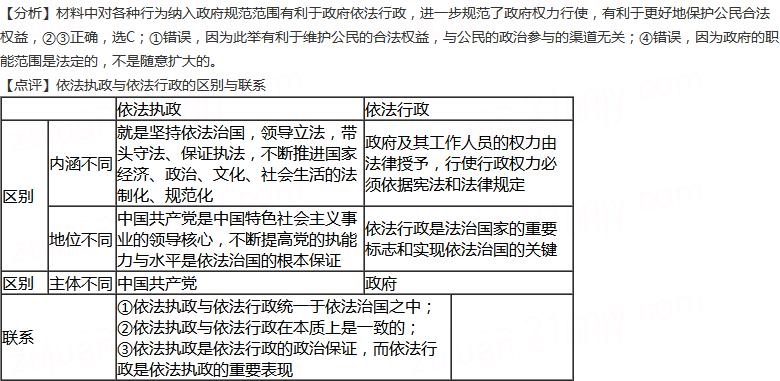 【分析】材料中对各种行为纳入政府规范范围有利于政府依法行政，进一步规范了政府权力行使，有利于更好地保护公民合法
权益，②③正确，选C；①错误，因为此举有利于维护公民的合法权益，与公民的政治参与的渠道无关；④错误，因为政府的职
能范围是法定的，不是随意扩大的。
【点评】依法执政与依法行政的区别与联系
依法执政 依法行政
区别
内涵不同
就是坚持依法治国，领导立法，带
头守法、保证执法，不断推进国家
经济、政治、文化、社会生活的法
制化、规范化
政府及其工作人员的权力由
法律授予，行使行政权力必
须依据宪法和法律规定
地位不同
中国共产党是中国特色社会主义事
业的领导核心，不断提高党的执能
力与水平是依法治国的根本保证
依法行政是法治国家的重要
标志和实现依法治国的关键
区别 主体不同 中国共产党 政府
联系
①依法执政与依法行政统一于依法治国之中；
②依法执政与依法行政在本质上是一致的；
③依法执政是依法行政的政治保证，而依法行
政是依法执政的重要表现